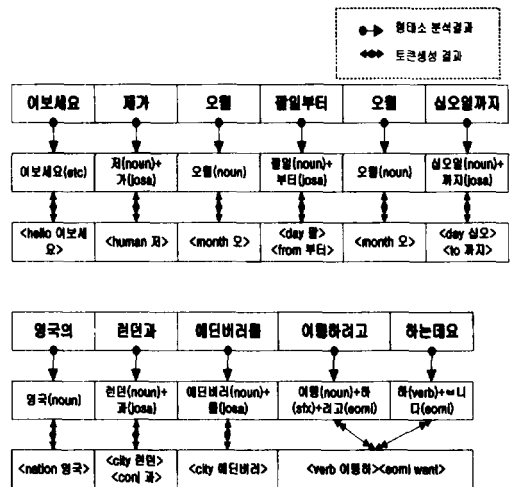 형태소 분석결과
토큰생성 결과
여보세요 제가 오월 팔일부터 오월 십오일까지
여보세요(etc) 저(noun)+ 오월(noun) 팔일(noun)+ 오월(noun) 십오일(noun)+
가(josa) 부터(josa) 까지(josa)
<hello 여보세 <human 저> <month 오> <day 팔> <month 오> <day 십오>
요> <from 부터> <to 까지>
영국의 런던과 에딘버러를 여행하려고 하는데요
영국(noun) 런던(noun)+ 에딘버러(noun)+ 여행(noun)+하 하(verb)+ㅂ니
과(josa) 를(josa) (sfx)+려고(eomi) 다(eomi)
<nation 영국> <city 런던> <city 에딘버러> <verb 여행하><eomi want>
<conj 과>